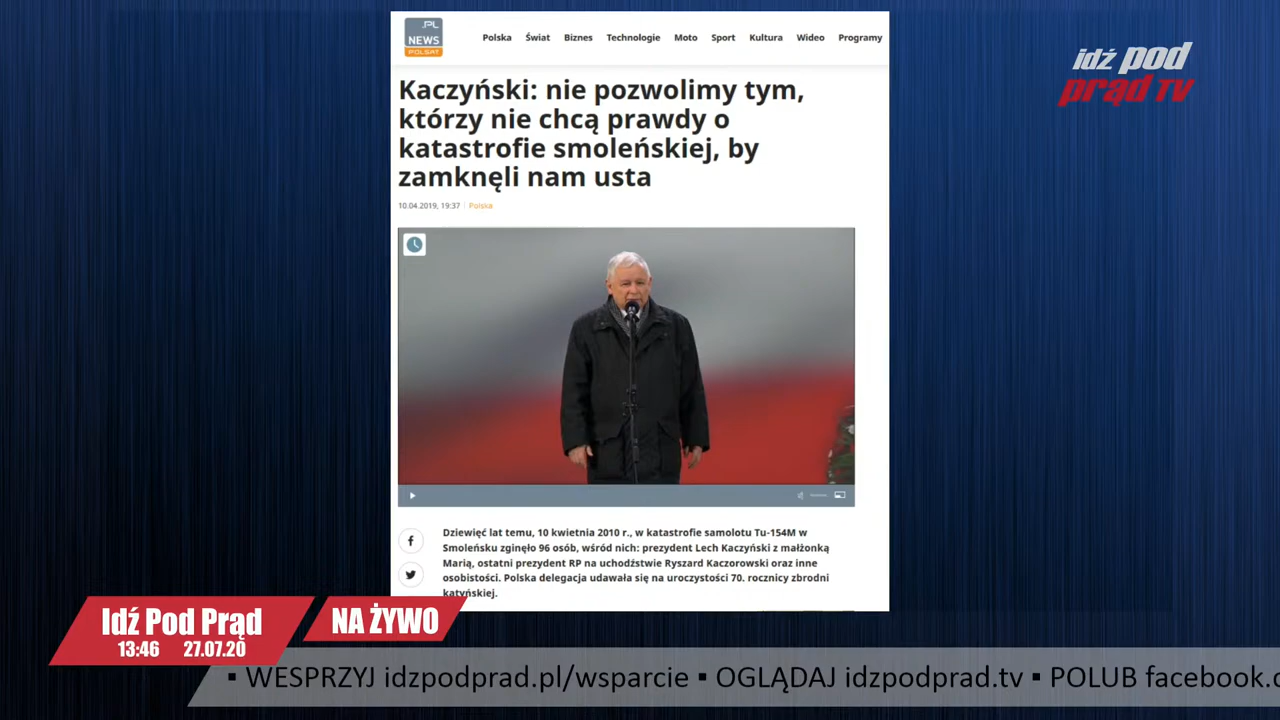 .PL
NEWS
POLSAT
Polska Świat Biznes Technologie Moto Sport Kultura Wideo Programy
idź pod
prąd TV
Kaczyński: nie pozwolimy tym,
którzy nie chcą prawdy o
katastrofie smoleńskiej, by
zamknęli nam usta
10.04.2019, 19:37 | Polska
Dziewięć lat temu, 10 kwietnia 2010 r., w katastrofie samolotu Tu-154M w
Smoleńsku zginęło 96 osób, wśród nich: prezydent Lech Kaczyński z małżonką
Marią, ostatni prezydent RP na uchodźstwie Ryszard Kaczorowski oraz inne
osobistości. Polska delegacja udawała się na uroczystości 70. rocznicy zbrodni
katyńskiej.
Idź Pod Prąd
NA ŻYWO
13:46 27.07.20
▪ WESPRZYJ idzpodprad.pl/wsparcie ▪ OGLĄDAJ idzpodprad.tv ▪ POLUB facebook.c